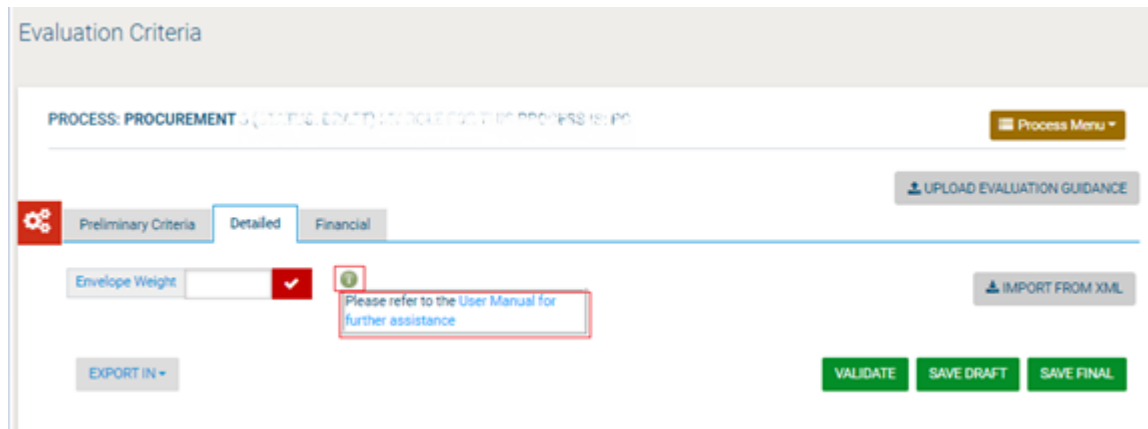 Evaluation Criteria
PROCESS: PROCUREMENT
Process Menu
UPLOAD EVALUATION GUIDANCE
Preliminary Criteria Detailed Financial
Envelope Weight
Please refer to the User Manual for
further assistance
IMPORT FROM XML
EXPORT IN
VALIDATE SAVE DRAFT SAVE FINAL